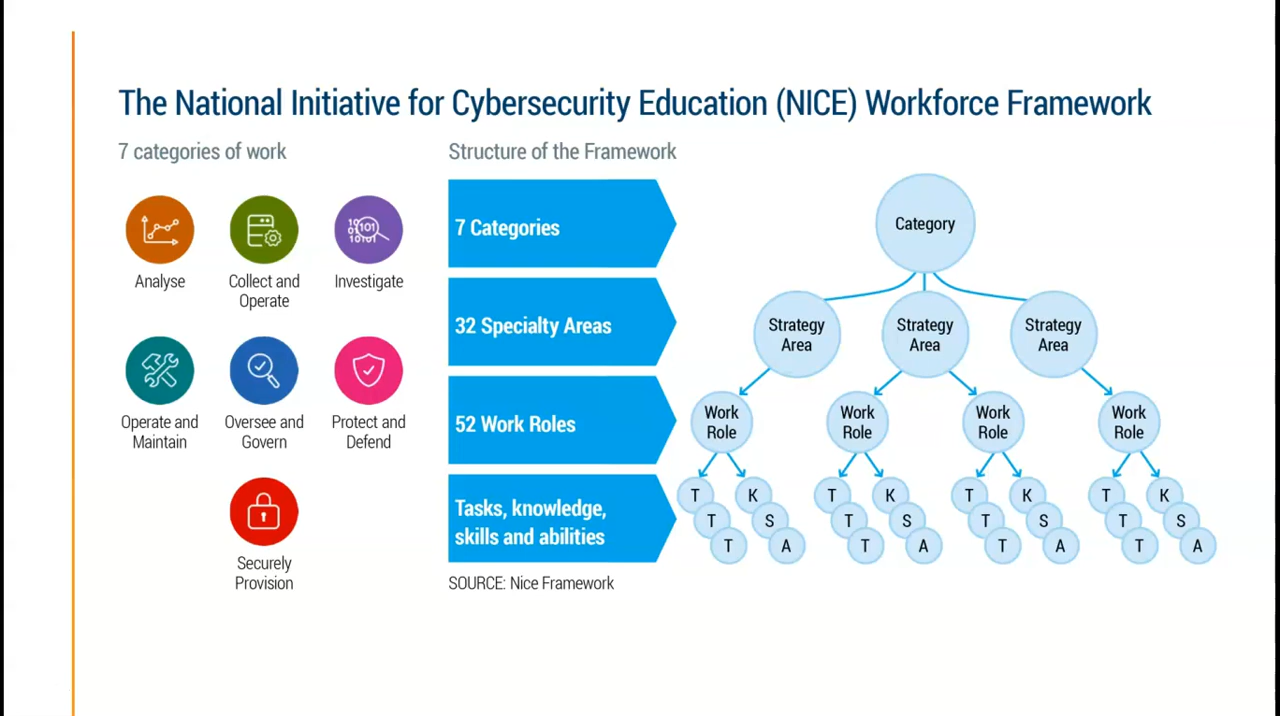 The National Initiative for Cybersecurity Education (NICE) Workforce Framework
7 categories of work
Analyse
Collect and
Operate
Investigate
Operate and
Maintain
Oversee and
Govern
Protect and
Defend
Securely
Provision
Structure of the Framework
7 Categories
32 Specialty Areas
52 Work Roles
Tasks, knowledge,
skills and abilities
SOURCE: Nice Framework
Category
Strategy
Area
Strategy
Area
Strategy
Area
Work
Role
Work
Role
Work
Role
Work
Role
T K T K T K T K
T S T S T S T S
T A T A T A T A